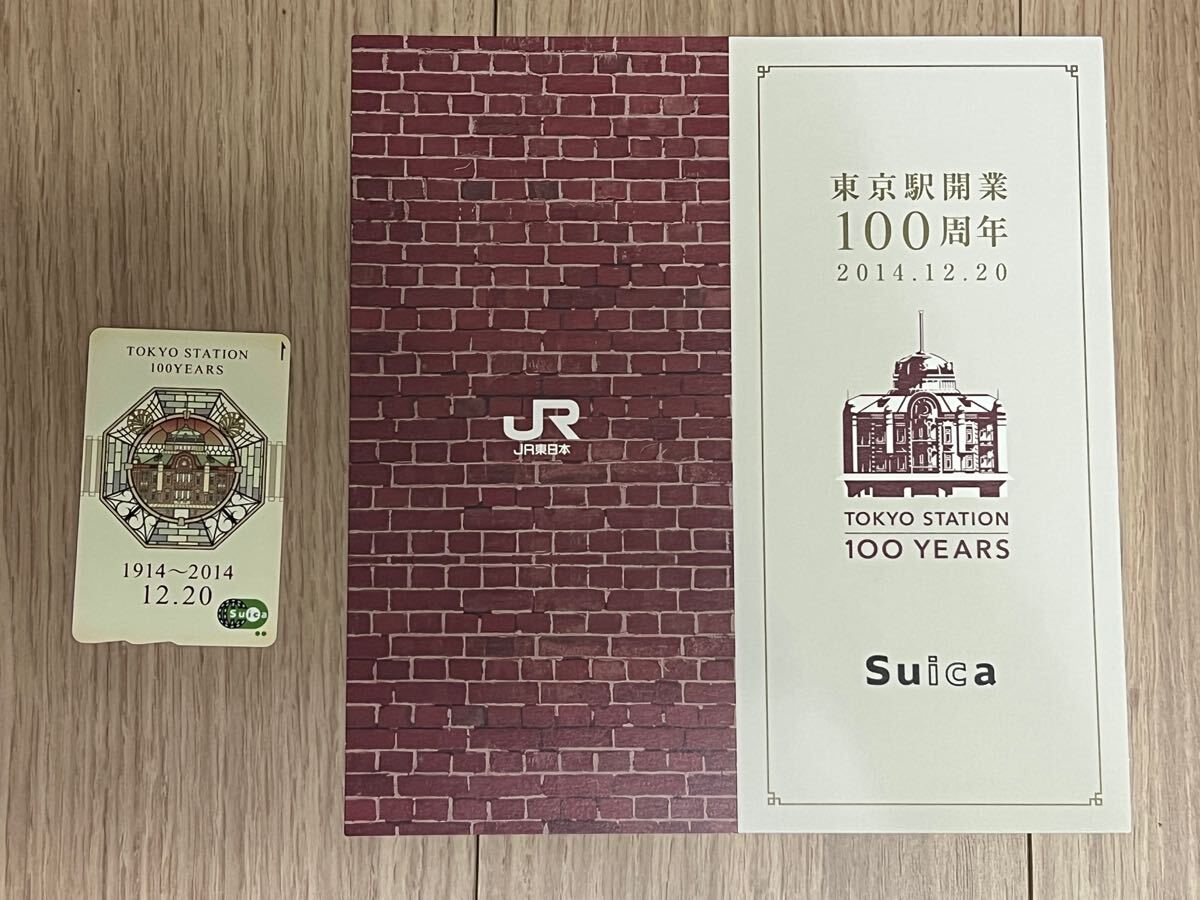 TOKYO STATION
100YEARS
1914～2014
12.20
Suica
JR
JR東日本
東京駅開業
100周年
2014.12.20
TOKYO STATION
100 YEARS
Suica